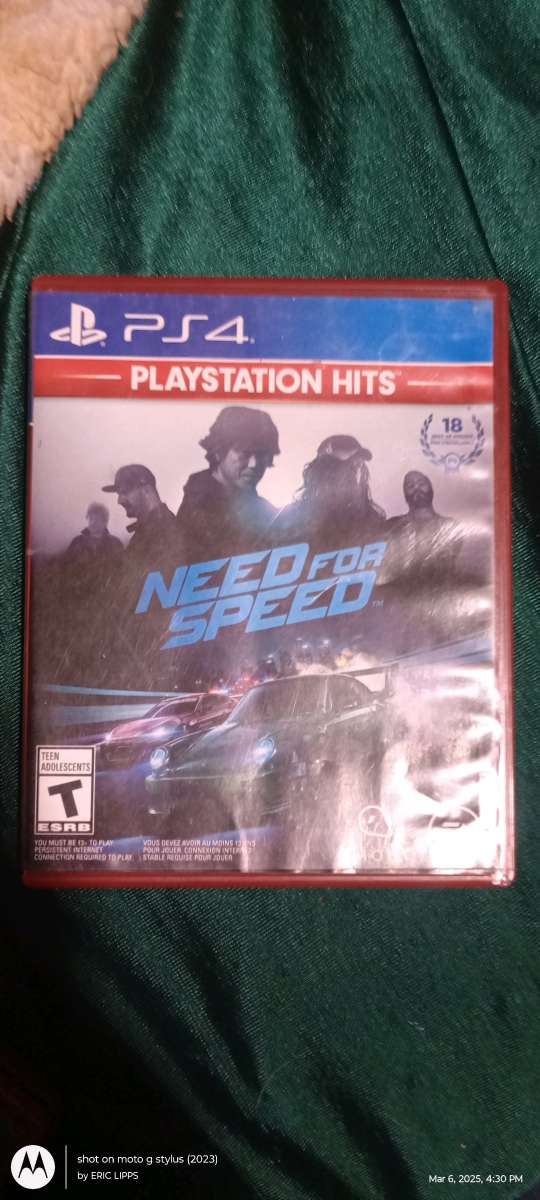 PS4
PLAYSTATION HITS
18
NEED FOR
SPEED™
TEEN
ADOLESCENTS
T
ESRB
YOU MUST BE 13+ TO PLAY.
PERSISTENT INTERNET
CONNECTION REQUIRED TO PLAY.
VOUS DEVEZ AVOIR AU MOINS 13 ANS
POUR JOUER. CONNEXION INTERNET
STABLE REQUISE POUR JOUER
shot on moto g stylus (2023)
by ERIC LIPPS
Mar 6, 2025, 4:30 PM